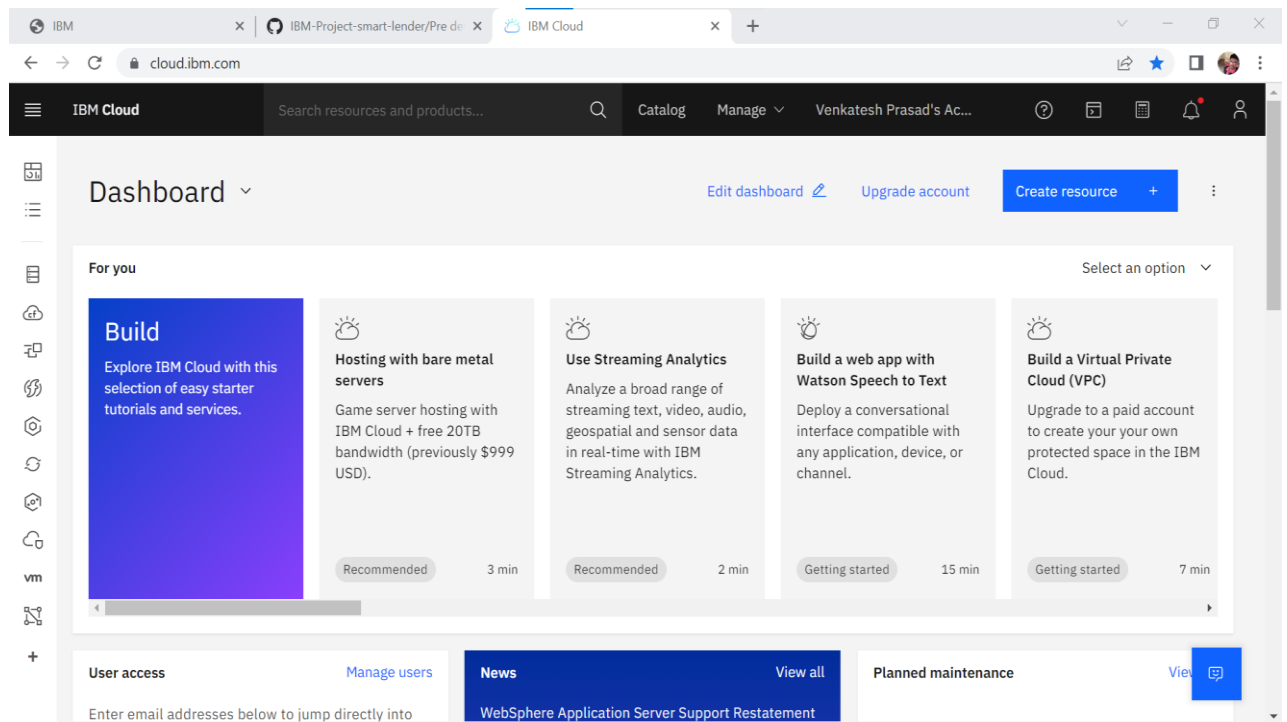 IBM
IBM-Project-smart-lender/Pre de
IBM Cloud
cloud.ibm.com
IBM Cloud
Search resources and products...
Catalog
Manage
Venkatesh Prasad's Ac...
Dashboard
Edit dashboard
Upgrade account
Create resource +
For you
Select an option
Build
Explore IBM Cloud with this
selection of easy starter
tutorials and services.
Hosting with bare metal
servers
Game server hosting with
IBM Cloud + free 20TB
bandwidth (previously $999
USD).
Recommended
3 min
Use Streaming Analytics
Analyze a broad range of
streaming text, video, audio,
geospatial and sensor data
in real-time with IBM
Streaming Analytics.
Recommended
2 min
Build a web app with
Watson Speech to Text
Deploy a conversational
interface compatible with
any application, device, or
channel.
Getting started
15 min
Build a Virtual Private
Cloud (VPC)
Upgrade to a paid account
to create your your own
protected space in the IBM
Cloud.
Getting started
7 min
cf
vm
User access
Manage users
Enter email addresses below to jump directly into
News
View all
WebSphere Application Server Support Restatement
Planned maintenance